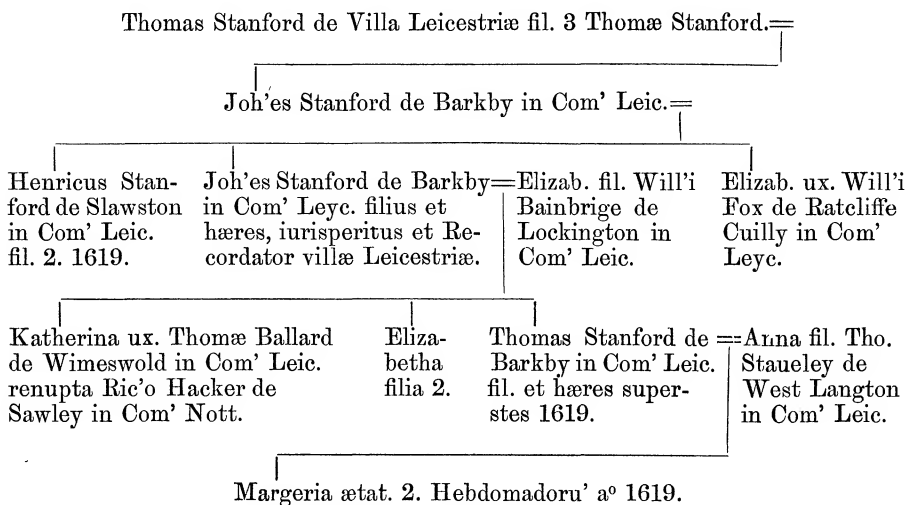 Thomas Stanford de Villa Leicestriæ fil. 3 Thomæ Stanford.=
Joh'es Stanford de Barkby in Com' Leic.=
Henricus Stan-
ford de Slawston
in Com' Leic.
fil. 2. 1619.
Joh'es Stanford de Barkby=
in Com' Leyc. filius et
hæres, iurisperitus et Re-
cordator villæ Leicestriæ.
Elizab. fil. Will'i
Bainbrige de
Lockington in
Com' Leic.
Elizab. ux. Will'i
Fox de Ratcliffe
Cuilly in Com'
Leyc.
Katherina ux. Thomæ Ballard
de Wimeswold in Com' Leic.
renupta Ric'o Hacker de
Sawley in Com' Nott.
Eliza-
betha
filia 2.
Thomas Stanford de =
Barkby in Com' Leic.
fil. et hæres super-
stes 1619.
Anna fil. Tho.
Staueley de
West Langton
in Com' Leic.
Margeria ætat. 2. Hebdomadoru' aº 1619.